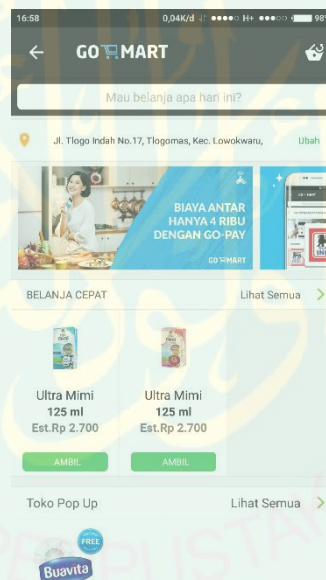 16:58 0,04K/d H+ 98%
GO MART
Mau belanja apa hari ini?
Jl. Tlogo Indah No.17, Tlogomas, Kec. Lowokwaru, Ubah
BIAYA ANTAR
HANYA 4 RIBU
DENGAN GO-PAY
GO MART
BELANJA CEPAT Lihat Semua
Ultra Mimi Ultra Mimi
125 ml 125 ml
Est.Rp 2.700 Est.Rp 2.700
AMBIL AMBIL
Toko Pop Up Lihat Semua
FREE
Buavita